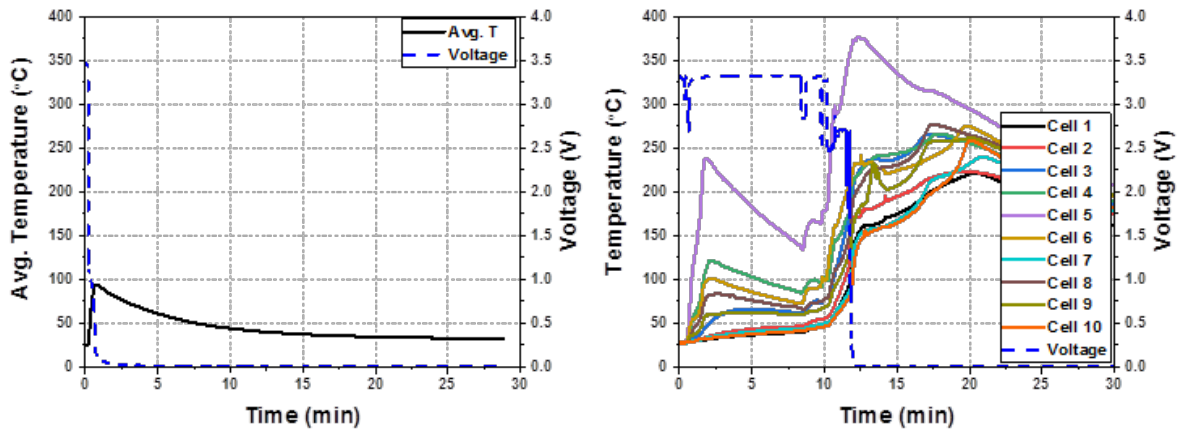 400
350
300
250
200
150
100
50
0
Avg. Temperature (°C)
4.0
3.5
3.0
2.5
2.0
1.5
1.0
0.5
0.0
Voltage (V)
0 5 10 15 20 25 30
Time (min)
Avg. T
Voltage
400
350
300
250
200
150
100
50
0
Temperature (°C)
4.0
3.5
3.0
2.5
2.0
1.5
1.0
0.5
0.0
Voltage (V)
0 5 10 15 20 25 30
Time (min)
Cell 1
Cell 2
Cell 3
Cell 4
Cell 5
Cell 6
Cell 7
Cell 8
Cell 9
Cell 10
Voltage